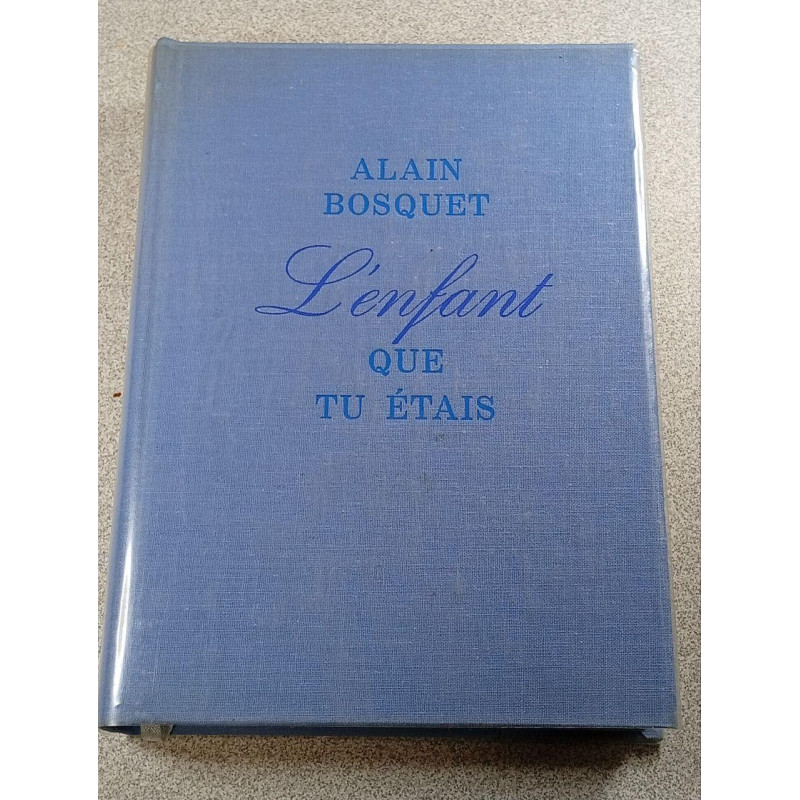 ALAIN
BOSQUET
L'enfant
QUE
TU ÉTAIS